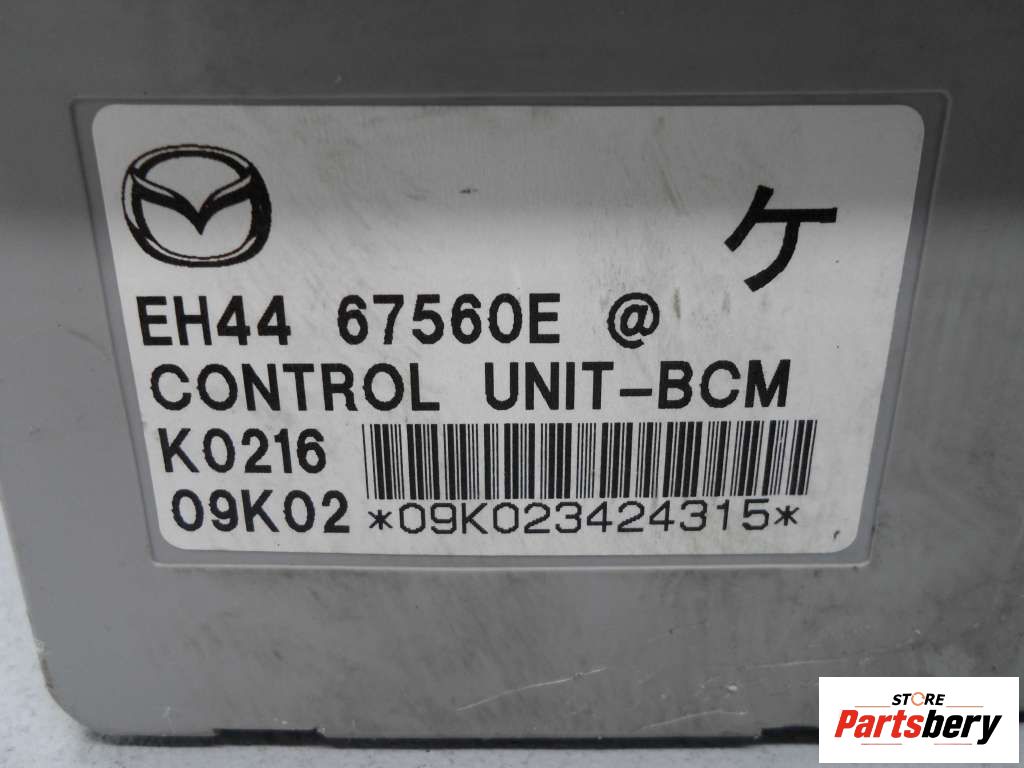 ケ
EH44 67560E @
CONTROL UNIT-BCM
K0216
09K02 *09K023424315*
STORE
Partsbery